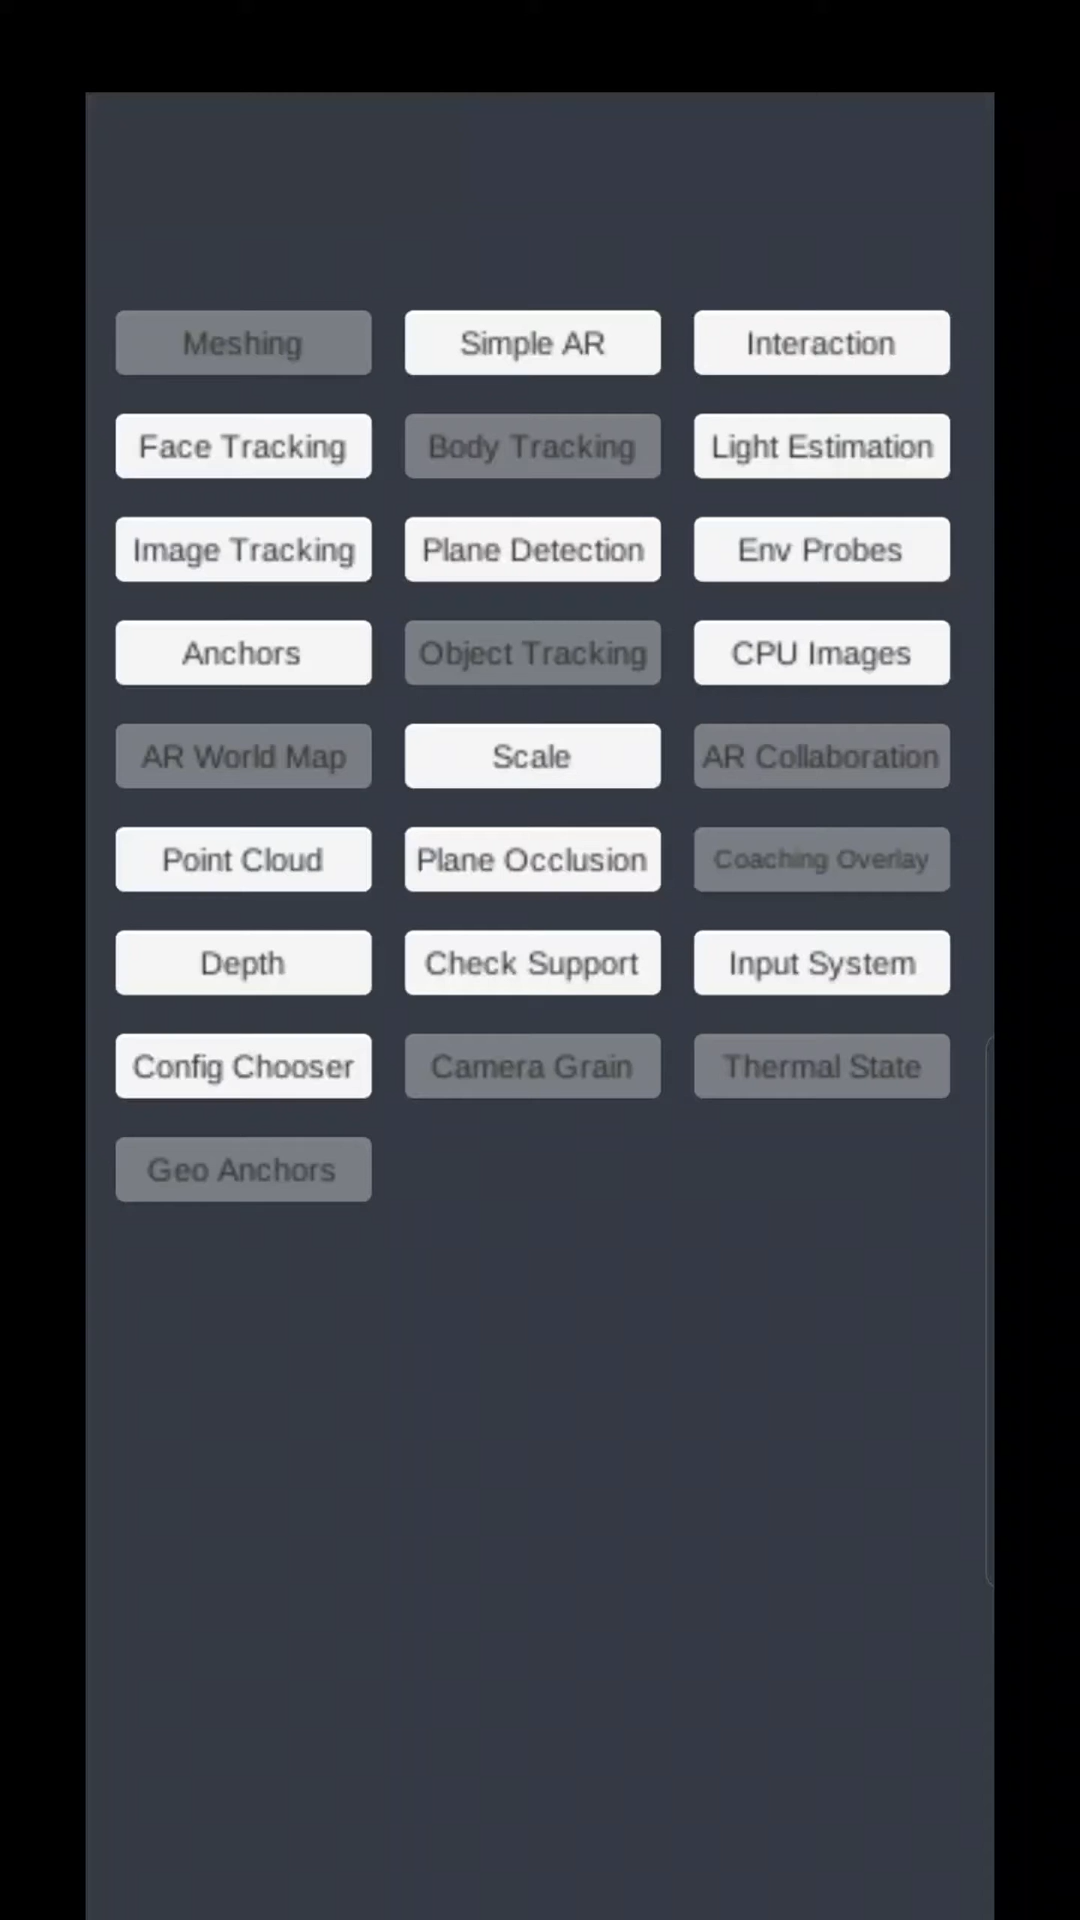 Meshing
Simple AR
Interaction
Face Tracking
Body Tracking
Light Estimation
Image Tracking
Plane Detection
Env Probes
Anchors
Object Tracking
CPU Images
AR World Map
Scale
AR Collaboration
Point Cloud
Plane Occlusion
Coaching Overlay
Depth
Check Support
Input System
Config Chooser
Camera Grain
Thermal State
Geo Anchors